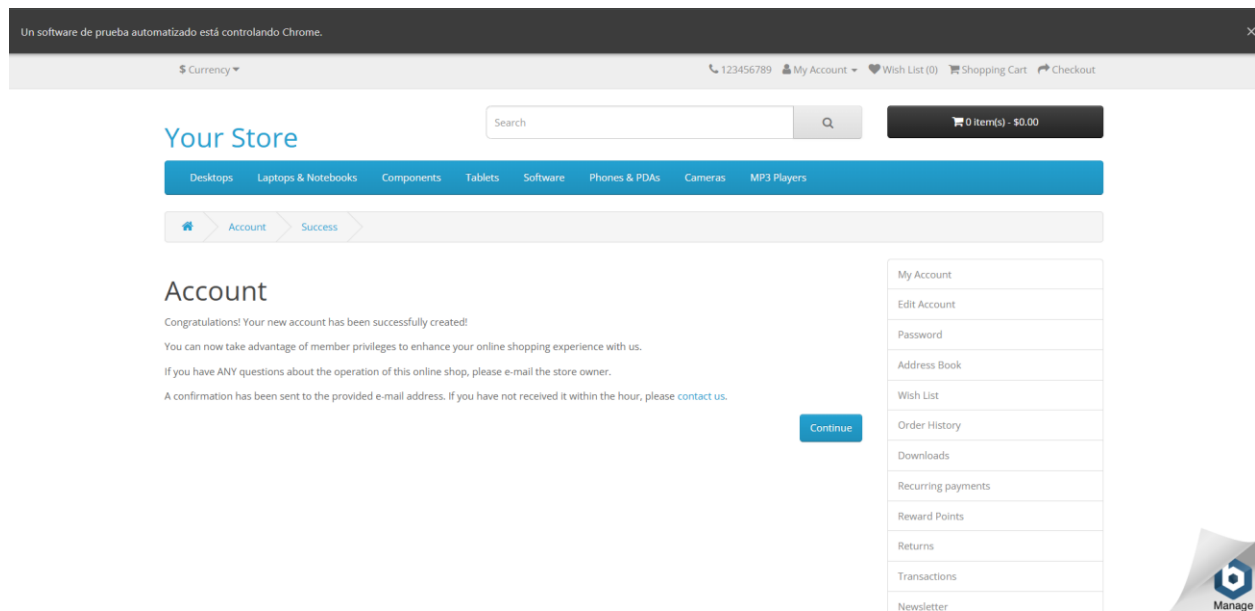 Un software de prueba automatizado está controlando Chrome.
$ Currency
123456789 My Account Wish List (0) Shopping Cart Checkout
Your Store
Search
0 item(s) - $0.00
Desktops Laptops & Notebooks Components Tablets Software Phones & PDAs Cameras MP3 Players
Account Success
Account
Congratulations! Your new account has been successfully created!
You can now take advantage of member privileges to enhance your online shopping experience with us.
If you have ANY questions about the operation of this online shop, please e-mail the store owner.
A confirmation has been sent to the provided e-mail address. If you have not received it within the hour, please contact us.
Continue
My Account
Edit Account
Password
Address Book
Wish List
Order History
Downloads
Recurring payments
Reward Points
Returns
Transactions
Newsletter
Manage